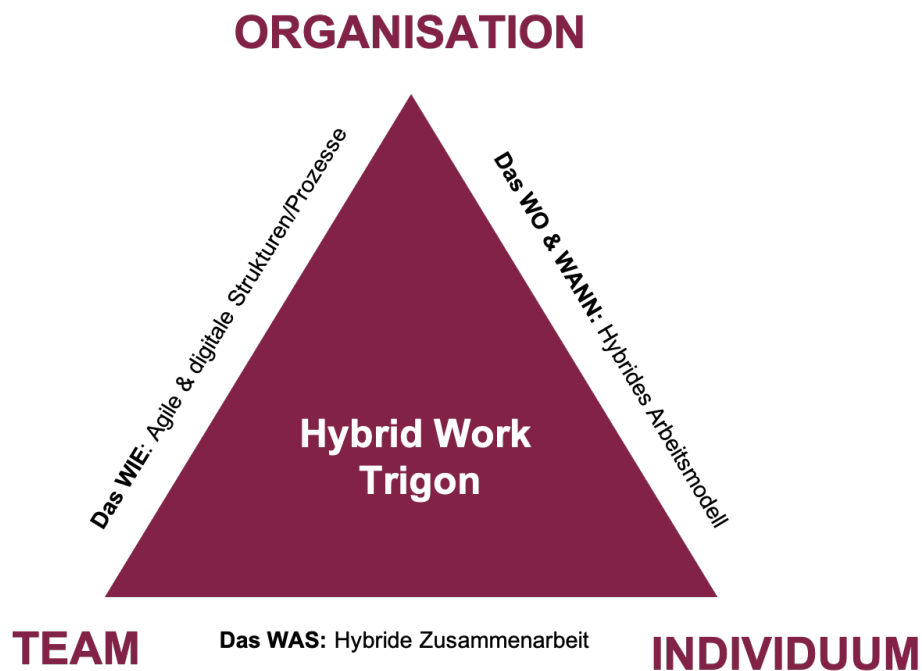 ORGANISATION
Das WIE: Agile & digitale Strukturen/Prozesse
Das WO & WANN: Hybrides Arbeitsmodell
Hybrid Work
Trigon
TEAM
Das WAS: Hybride Zusammenarbeit
INDIVIDUUM